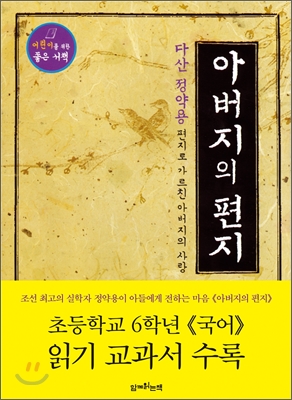 어린이를 위한
서책
아버지의 편지
다산 정약용
편지로 가르친 아버지의 사랑
조선 최고의 실학자 정약용이 아들에게 전하는 마음 《아버지의 편지》
초등학교 6학년 《국어》
읽기 교과서 수록
함께읽는책